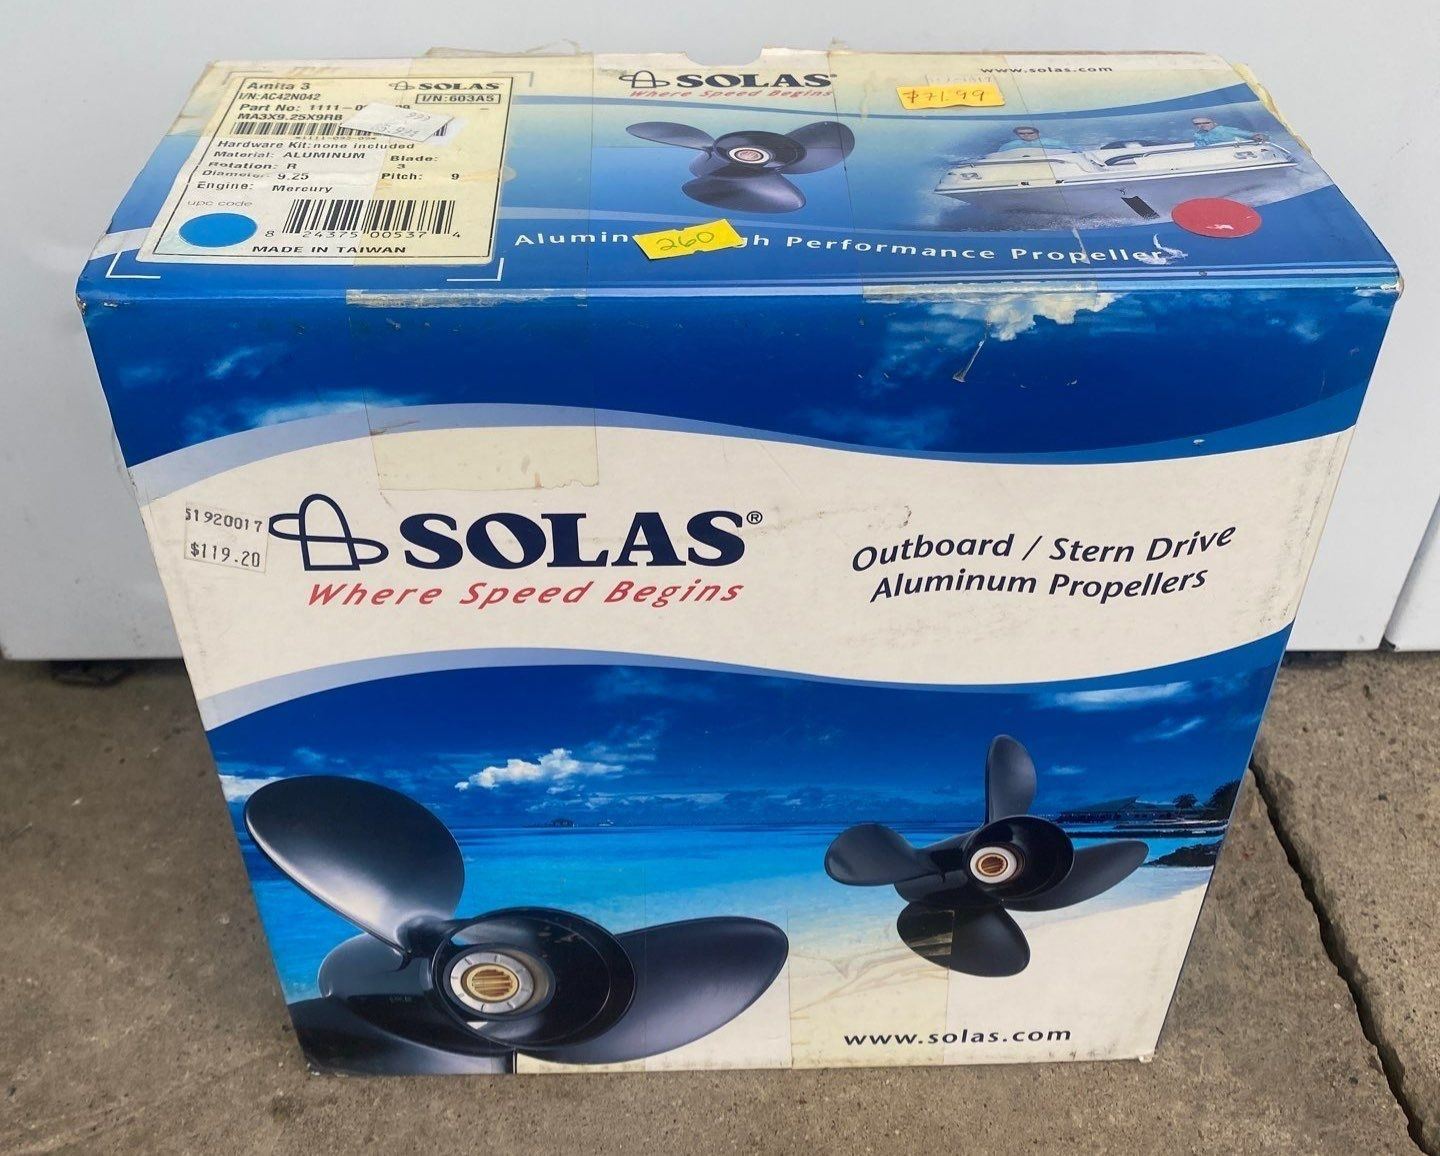 Amita 3
SOLAS
I/N:AC42N042
I/N:603A5
Part No: 1111-0
MA3X9.25X9RB
Hardware Kit:none included
Material: ALUMINUM
Blade: 3
Rotation: R
Diameter: 9.25
Pitch: 9
Engine: Mercury
upc code
8 24375 00537 4
MADE IN TAIWAN
SOLAS®
Where Speed Begins
$71.99
www.solas.com
260
Performance Propeller
51920017
$119.20
SOLAS®
Where Speed Begins
Outboard / Stern Drive
Aluminum Propellers
www.solas.com